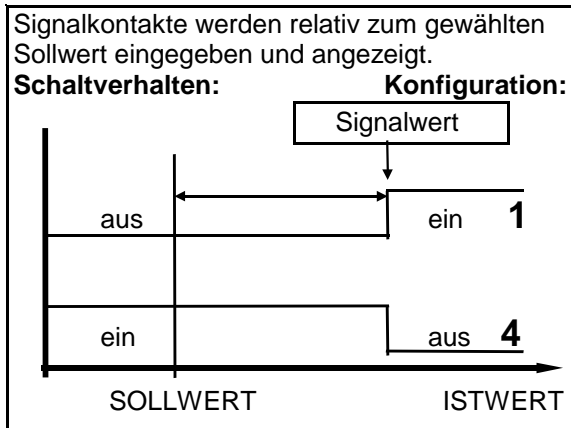 Signalkontakte werden relativ zum gewählten
Sollwert eingegeben und angezeigt.
Schaltverhalten: Konfiguration:
Signalwert
aus ein 1
ein aus 4
SOLLWERT ISTWERT